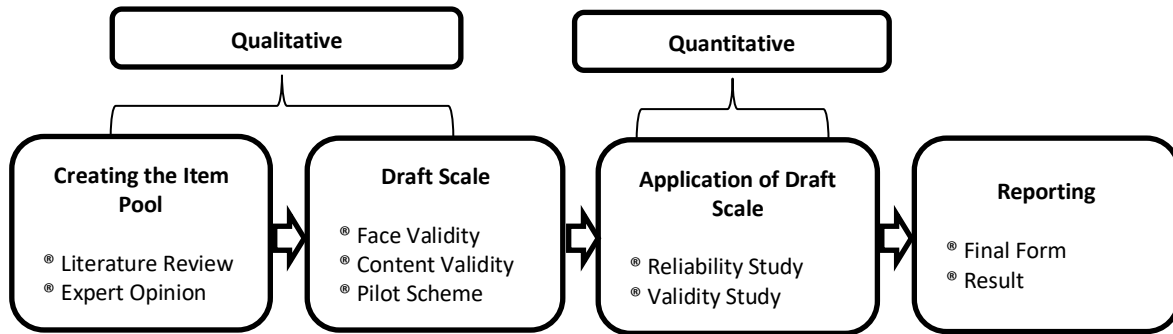 Qualitative
Quantitative
Creating the Item
Pool
® Literature Review
® Expert Opinion
Draft Scale
® Face Validity
® Content Validity
® Pilot Scheme
Application of Draft
Scale
® Reliability Study
® Validity Study
Reporting
® Final Form
® Result